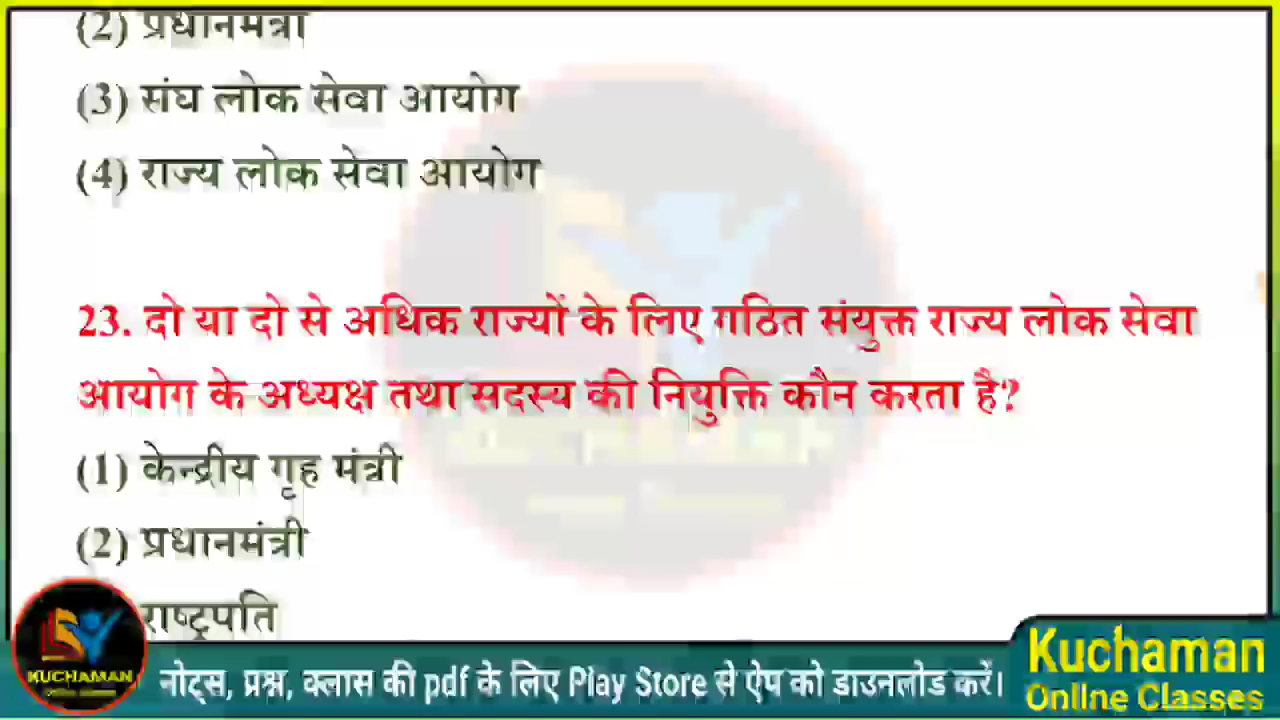 (2) प्रधानमंत्री
(3) संघ लोक सेवा आयोग
(4) राज्य लोक सेवा आयोग
23. दो या दो से अधिक राज्यों के लिए गठित संयुक्त राज्य लोक सेवा
आयोग के अध्यक्ष तथा सदस्य की नियुक्ति कौन करता है?
(1) केन्द्रीय गृह मंत्री
(2) प्रधानमंत्री
राष्ट्रपति
KUCHAMAN
नोट्स, प्रश्न, क्लास की pdf के लिए Play Store से ऐप को डाउनलोड करें।
Kuchaman
Online Classes